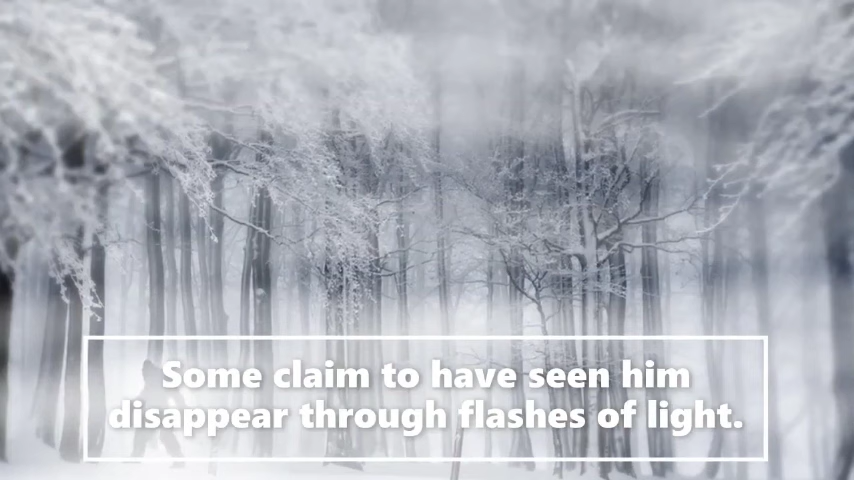 Some claim to have seen him
disappear through flashes of light.